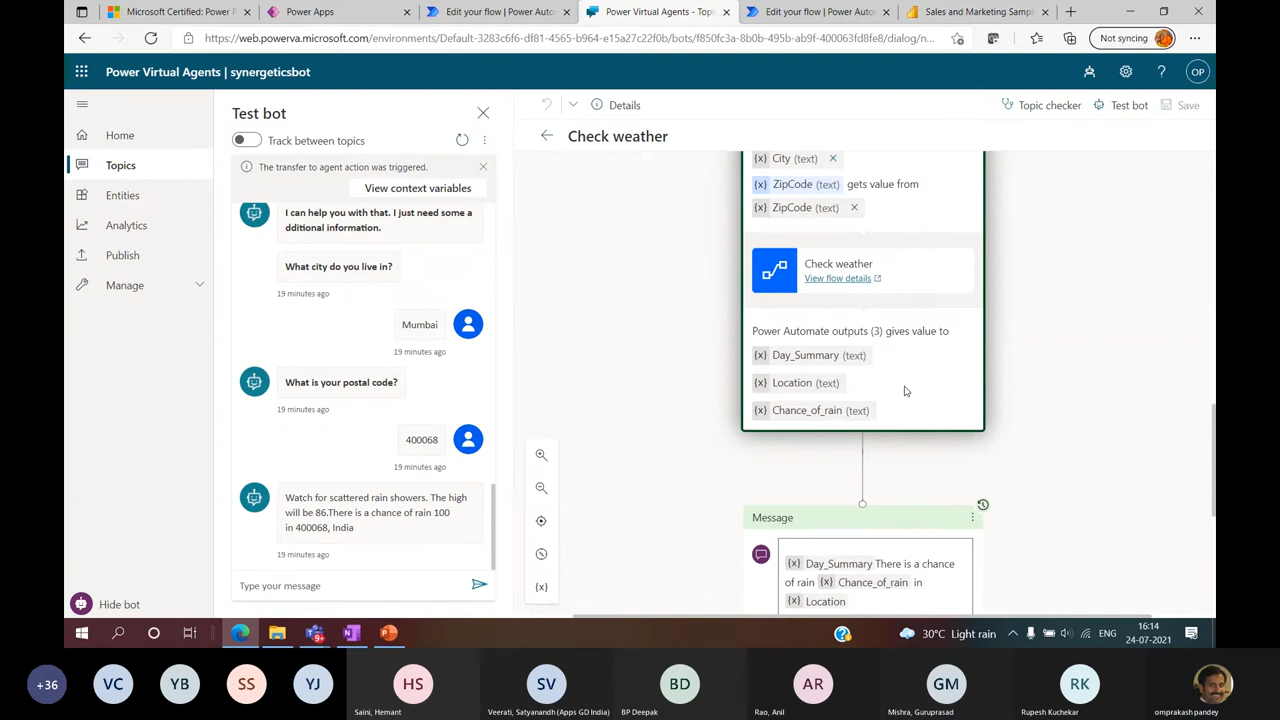 Microsoft Certified: Power P
Power Apps
Edit your flow | Power Automate
Power Virtual Agents - Topi
Edit your flow | Power Automate
Sales and Marketing Sampl
https://web.powerva.microsoft.com/environments/Default-3283c6f6-df81-4565-b964-e15a27c22f0b/bots/f850fc3a-8b0b-495b-ab9f-400063fd8fe8/dialog/n...
Not syncing
Power Virtual Agents | synergeticsbot
OP
Home
Topics
Entities
Analytics
Publish
Manage
Hide bot
Test bot
Track between topics
The transfer to agent action was triggered.
View context variables
I can help you with that. I just need some a
dditional information.
What city do you live in?
19 minutes ago
Mumbai
19 minutes ago
What is your postal code?
19 minutes ago
400068
19 minutes ago
Watch for scattered rain showers. The high
will be 86.There is a chance of rain 100
in 400068, India
19 minutes ago
Type your message
Details
Topic checker
Test bot
Save
Check weather
{x} City (text)
{x} ZipCode (text) gets value from
{x} ZipCode (text)
Check weather
View flow details
Power Automate outputs (3) gives value to
{x} Day_Summary (text)
{x} Location (text)
{x} Chance_of_rain (text)
Message
{x} Day_Summary There is a chance
of rain {x} Chance_of_rain in
{x} Location
{x}
30°C Light rain
ENG
16:14
24-07-2021
+36
VC
YB
SS
YJ
HS
Saini, Hemant
SV
Veerati, Satyanandh (Apps GD India)
BD
BP Deepak
AR
Rao, Anil
GM
Mishra, Guruprasad
RK
Rupesh Kuchekar
omprakash pandey